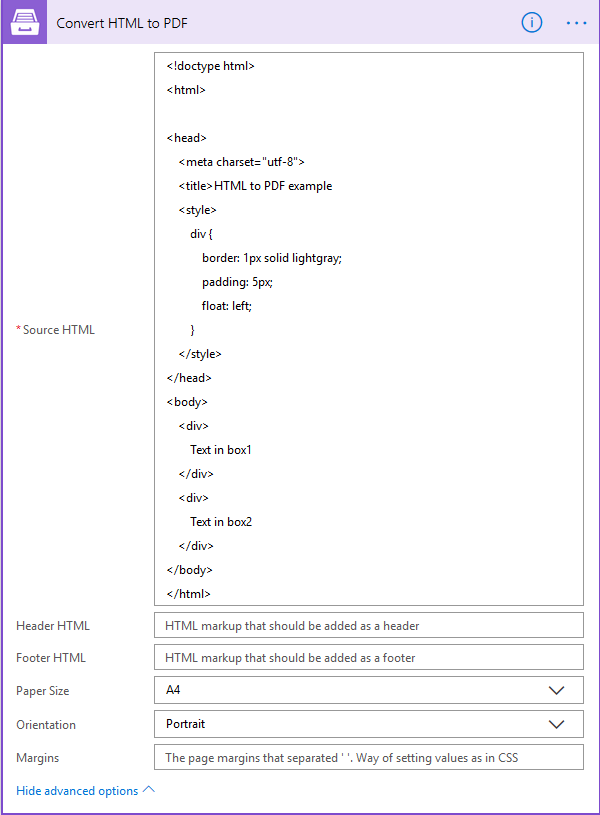 Convert HTML to PDF
<!doctype html>
<html>
<head>
<meta charset="utf-8">
<title>HTML to PDF example
<style>
div {
border: 1px solid lightgray;
padding: 5px;
float: left;
}
* Source HTML
</style>
</head>
<body>
<div>
Text in box1
</div>
<div>
Text in box2
</div>
</body>
</html>
Header HTML HTML markup that should be added as a header
Footer HTML HTML markup that should be added as a footer
Paper Size A4
Orientation Portrait
Margins The page margins that separated ' '. Way of setting values as in CSS
Hide advanced options